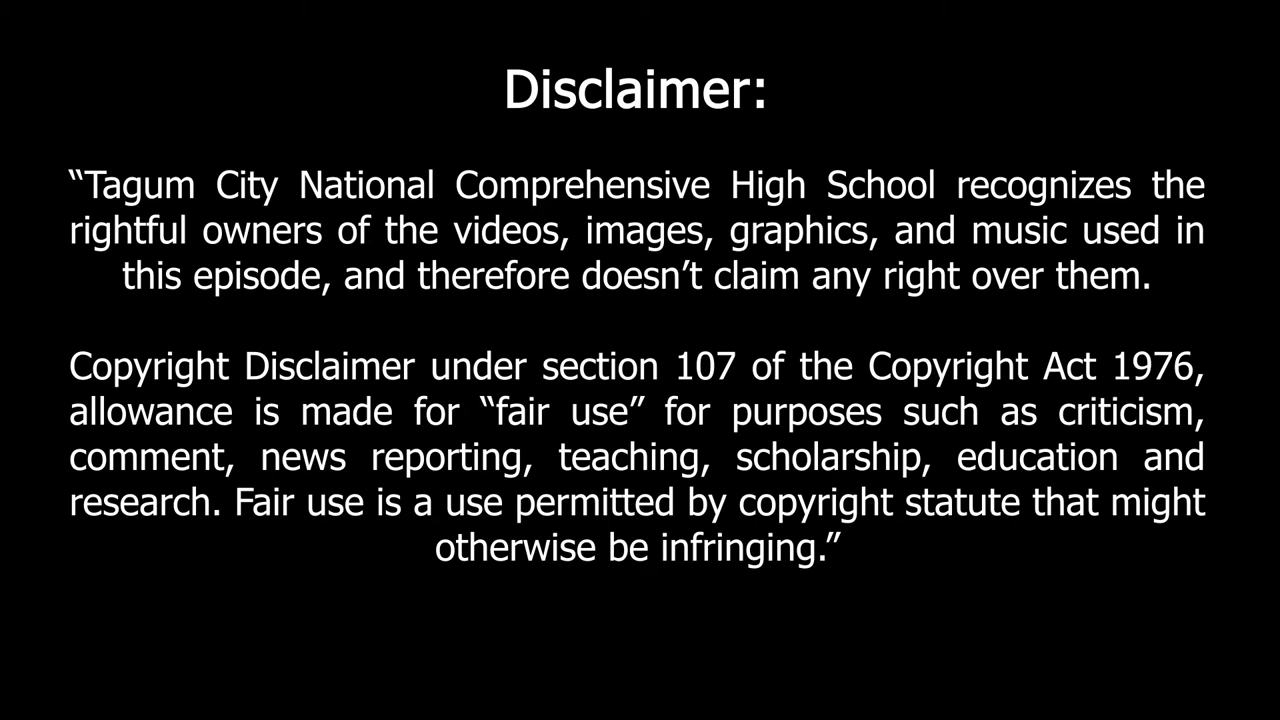 Disclaimer:
“Tagum City National Comprehensive High School recognizes the
rightful owners of the videos, images, graphics, and music used in
this episode, and therefore doesn’t claim any right over them.
Copyright Disclaimer under section 107 of the Copyright Act 1976,
allowance is made for “fair use” for purposes such as criticism,
comment, news reporting, teaching, scholarship, education and
research. Fair use is a use permitted by copyright statute that might
otherwise be infringing.”